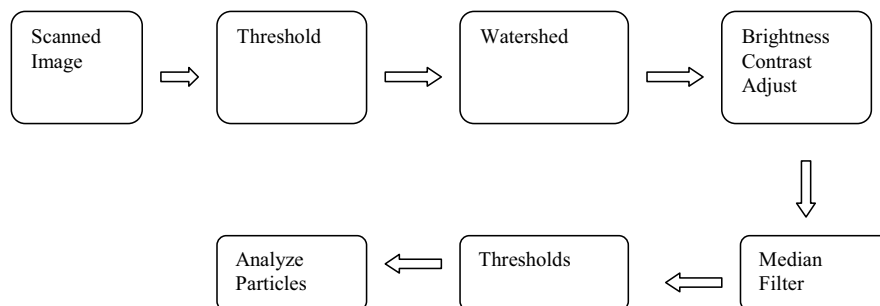 Scanned
Image
Threshold
Watershed
Brightness
Contrast
Adjust
Median
Filter
Thresholds
Analyze
Particles